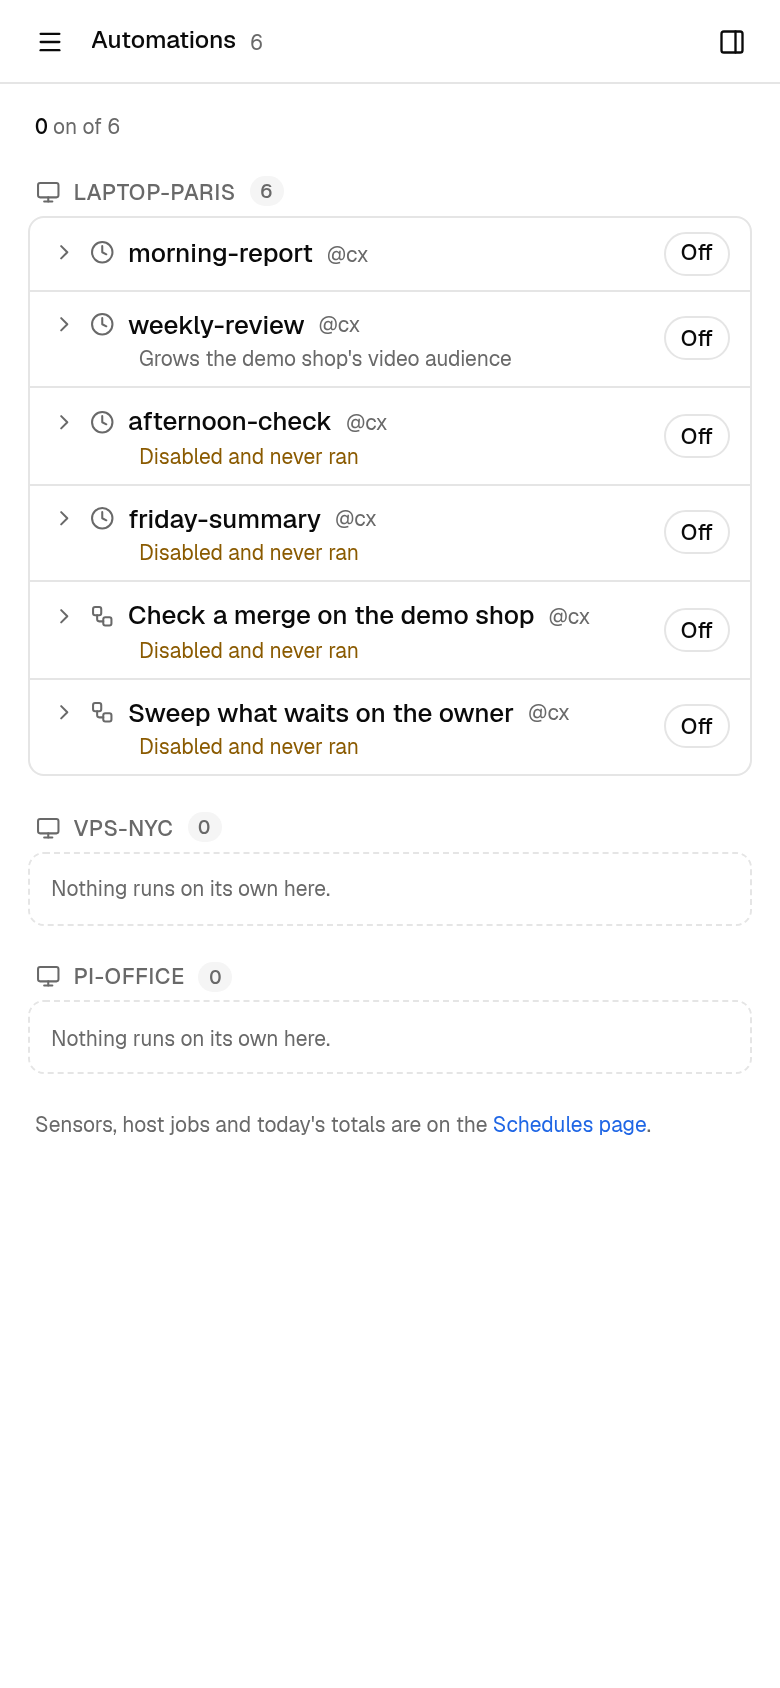 Automations 6
0 on of 6
LAPTOP-PARIS 6
morning-report @cx Off
weekly-review @cx Off
Grows the demo shop's video audience
afternoon-check @cx Off
Disabled and never ran
friday-summary @cx Off
Disabled and never ran
Check a merge on the demo shop @cx Off
Disabled and never ran
Sweep what waits on the owner @cx Off
Disabled and never ran
VPS-NYC 0
Nothing runs on its own here.
PI-OFFICE 0
Nothing runs on its own here.
Sensors, host jobs and today's totals are on the Schedules page.